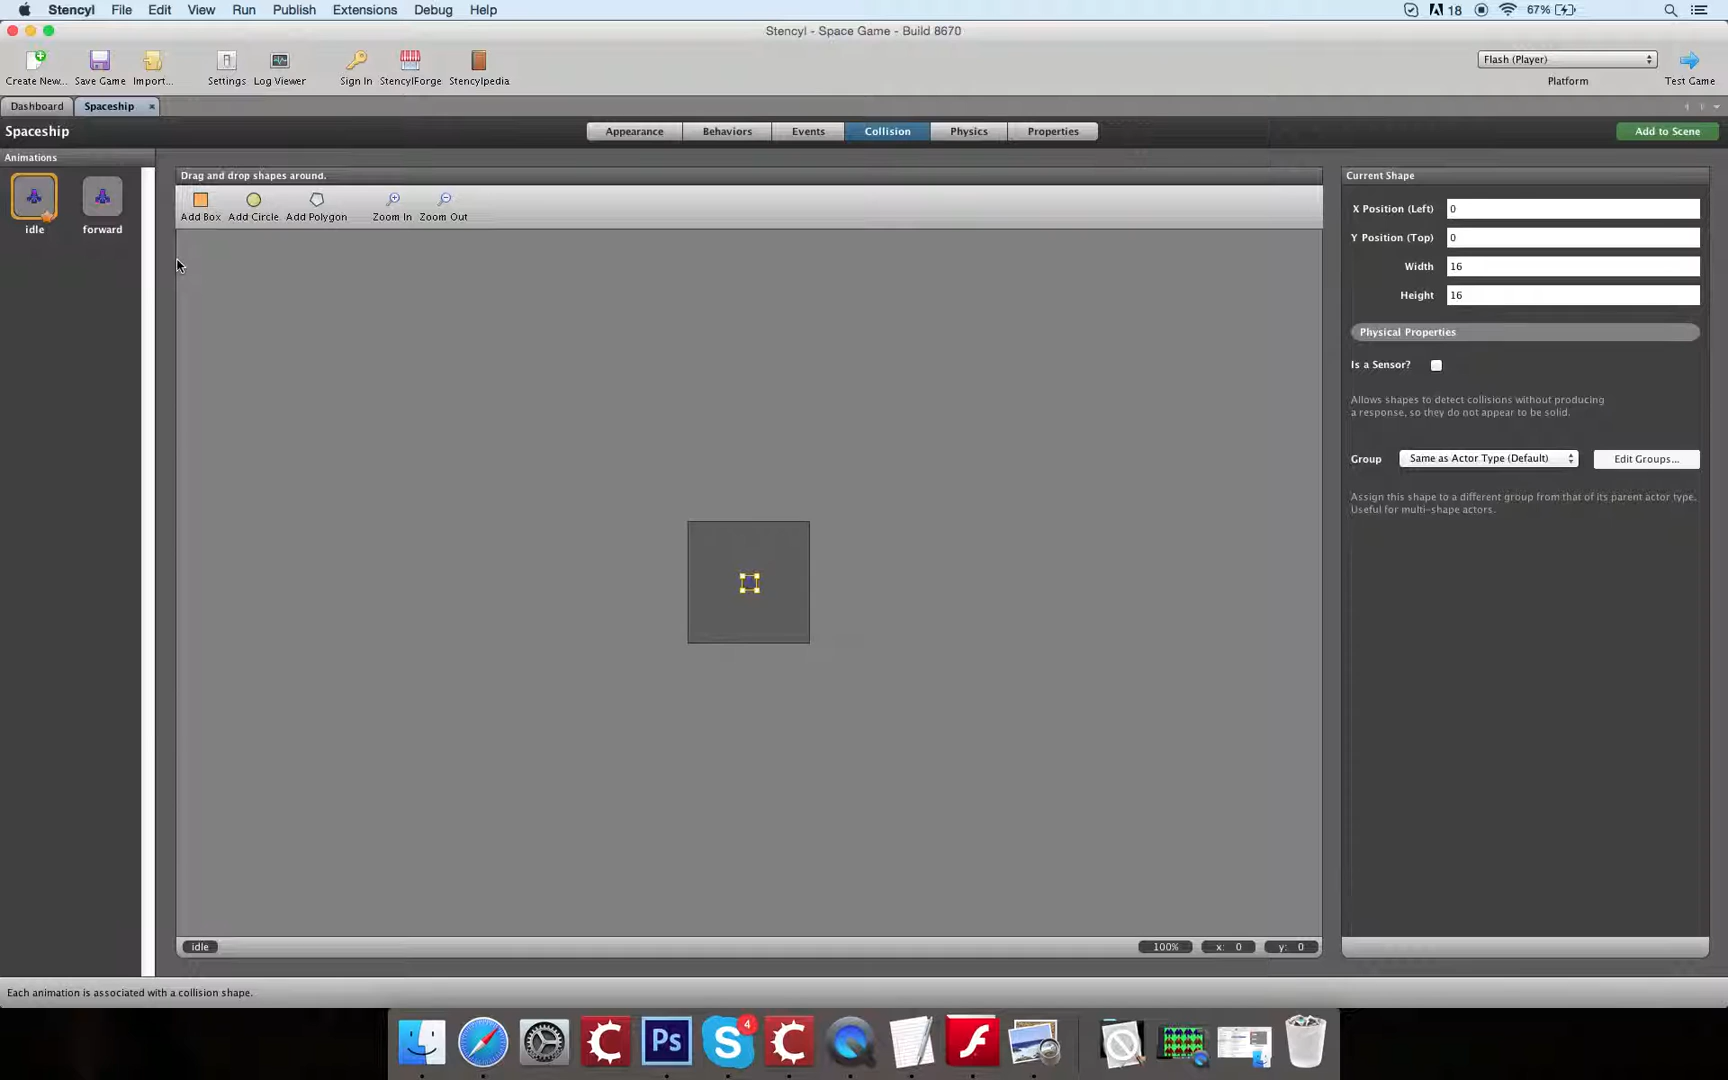 Stencyl File Edit View Run Publish Extensions Debug Help 18 67%
Stencyl - Space Game - Build 8670
Create New... Save Game Import... Settings Log Viewer Sign In StencylForge Stencylpedia Flash (Player) Platform Test Game
Dashboard Spaceship
Spaceship Appearance Behaviors Events Collision Physics Properties Add to Scene
Animations
idle forward
Drag and drop shapes around.
Add Box Add Circle Add Polygon Zoom In Zoom Out
idle 100% x: 0 y: 0
Current Shape
X Position (Left) 0
Y Position (Top) 0
Width 16
Height 16
Physical Properties
Is a Sensor?
Allows shapes to detect collisions without producing
a response, so they do not appear to be solid.
Group Same as Actor Type (Default) Edit Groups...
Assign this shape to a different group from that of its parent actor type.
Useful for multi-shape actors.
Each animation is associated with a collision shape.
Ps 4